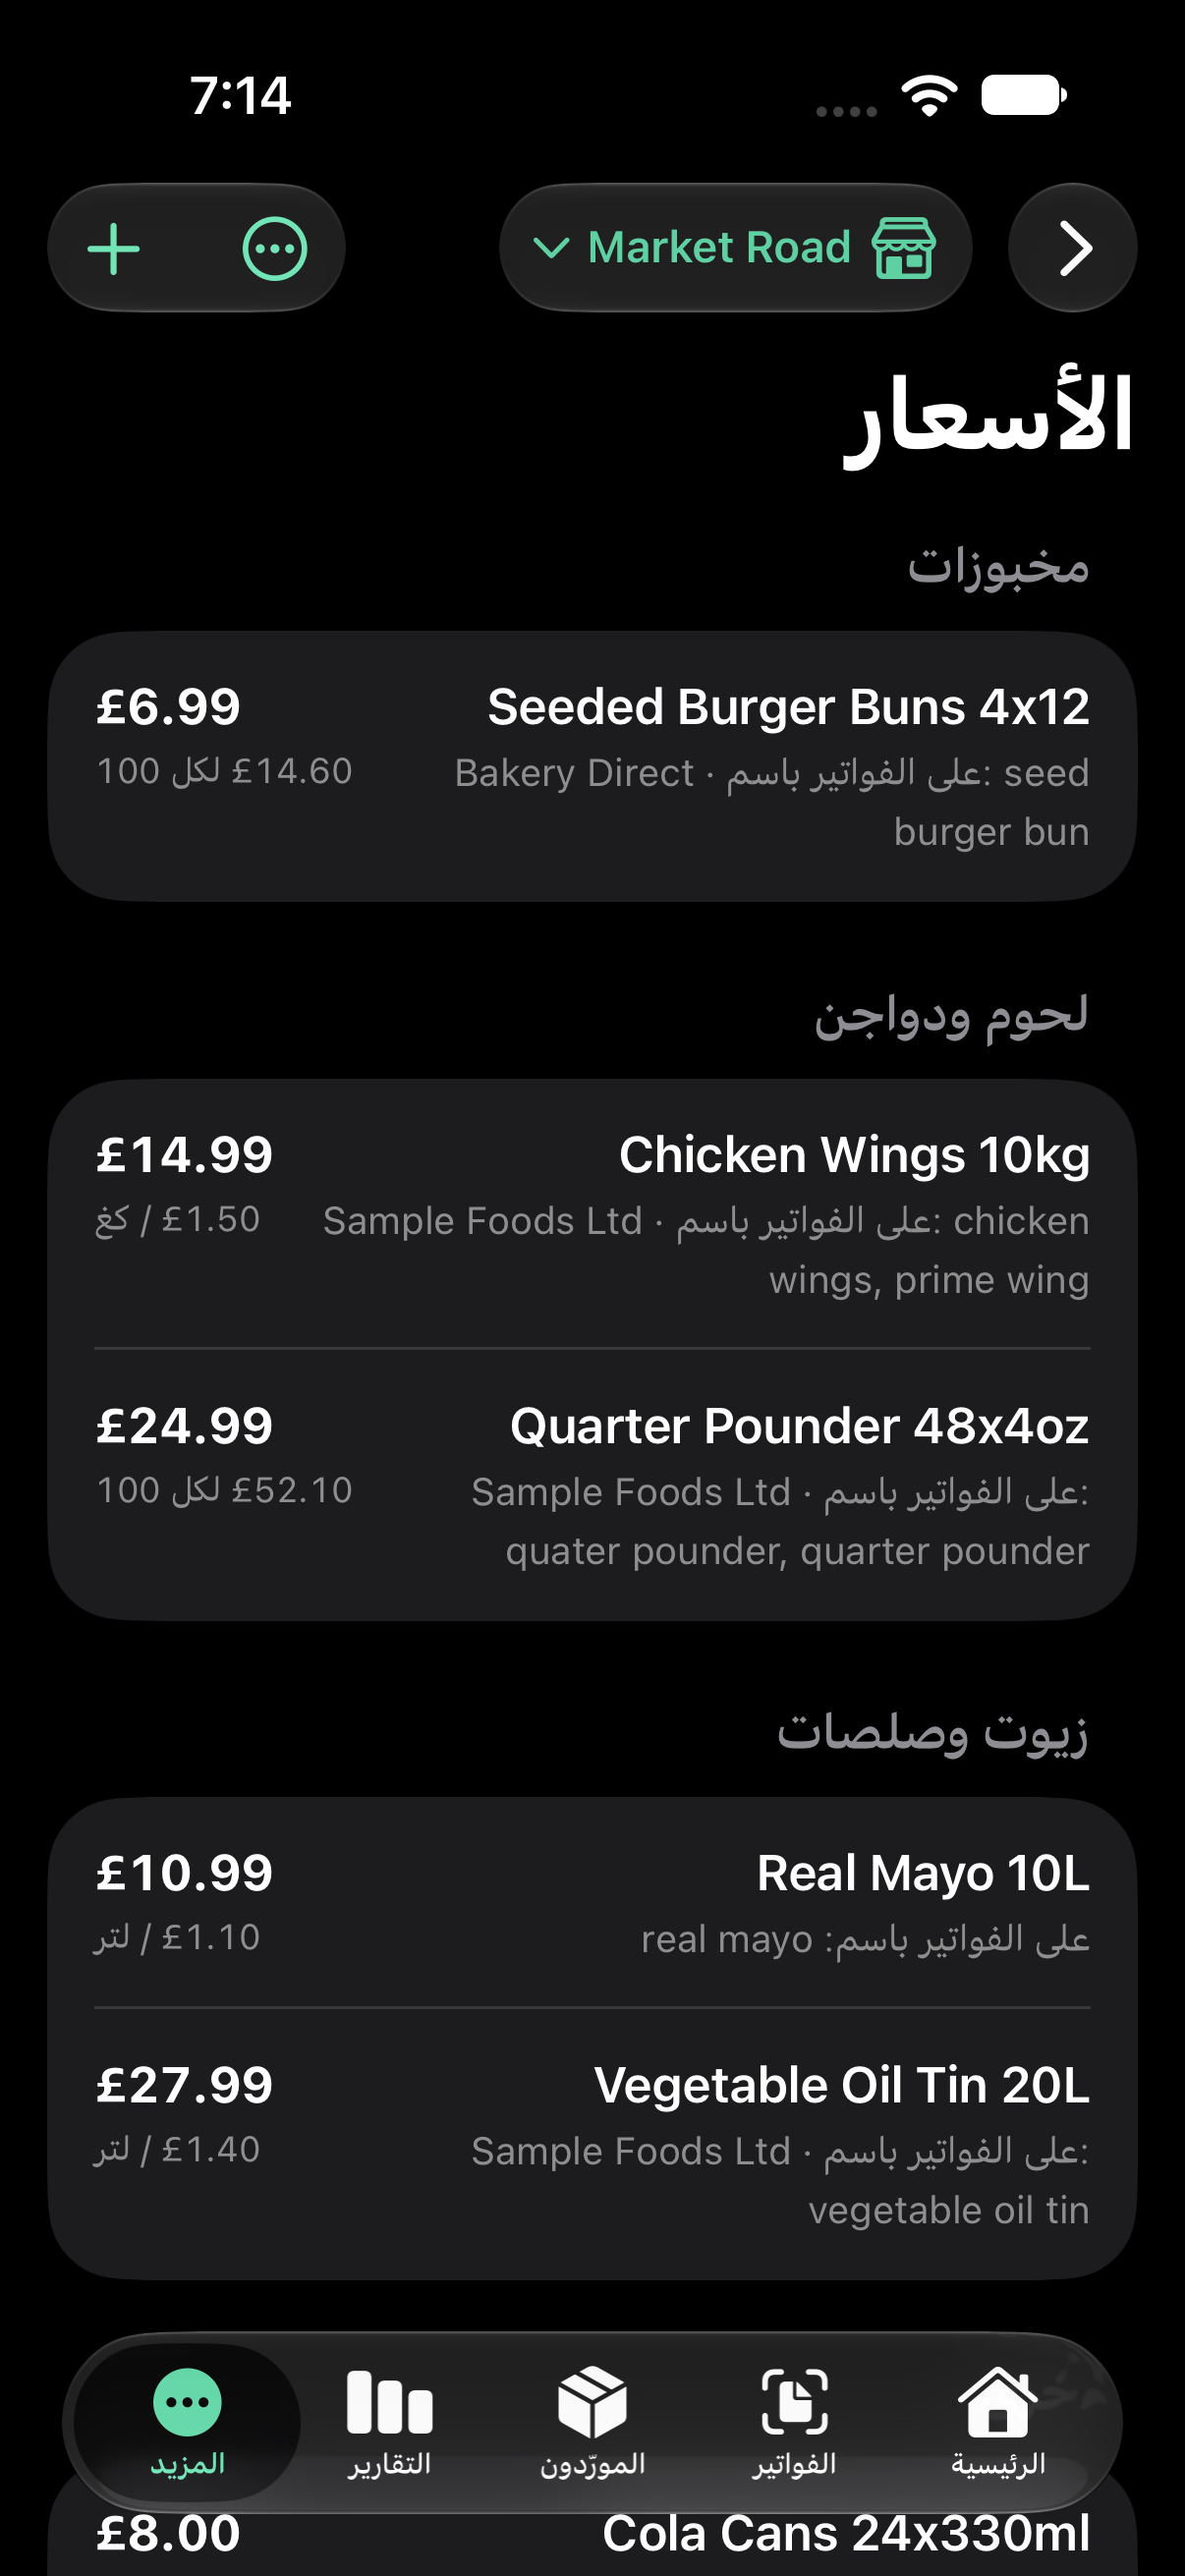 7:14
Market Road
الأسعار
مخبوزات
Seeded Burger Buns 4x12
£6.99
Bakery Direct · على الفواتير باسم: seed
burger bun
£14.60 لكل 100
لحوم ودواجن
Chicken Wings 10kg
£14.99
Sample Foods Ltd · على الفواتير باسم: chicken
wings, prime wing
£1.50 / كغ
Quarter Pounder 48x4oz
£24.99
Sample Foods Ltd · على الفواتير باسم:
quater pounder, quarter pounder
£52.10 لكل 100
زيوت وصلصات
Real Mayo 10L
£10.99
على الفواتير باسم: real mayo
£1.10 / لتر
Vegetable Oil Tin 20L
£27.99
Sample Foods Ltd · على الفواتير باسم:
vegetable oil tin
£1.40 / لتر
الرئيسية
الفواتير
المورّدون
التقارير
المزيد
Cola Cans 24x330ml
£8.00